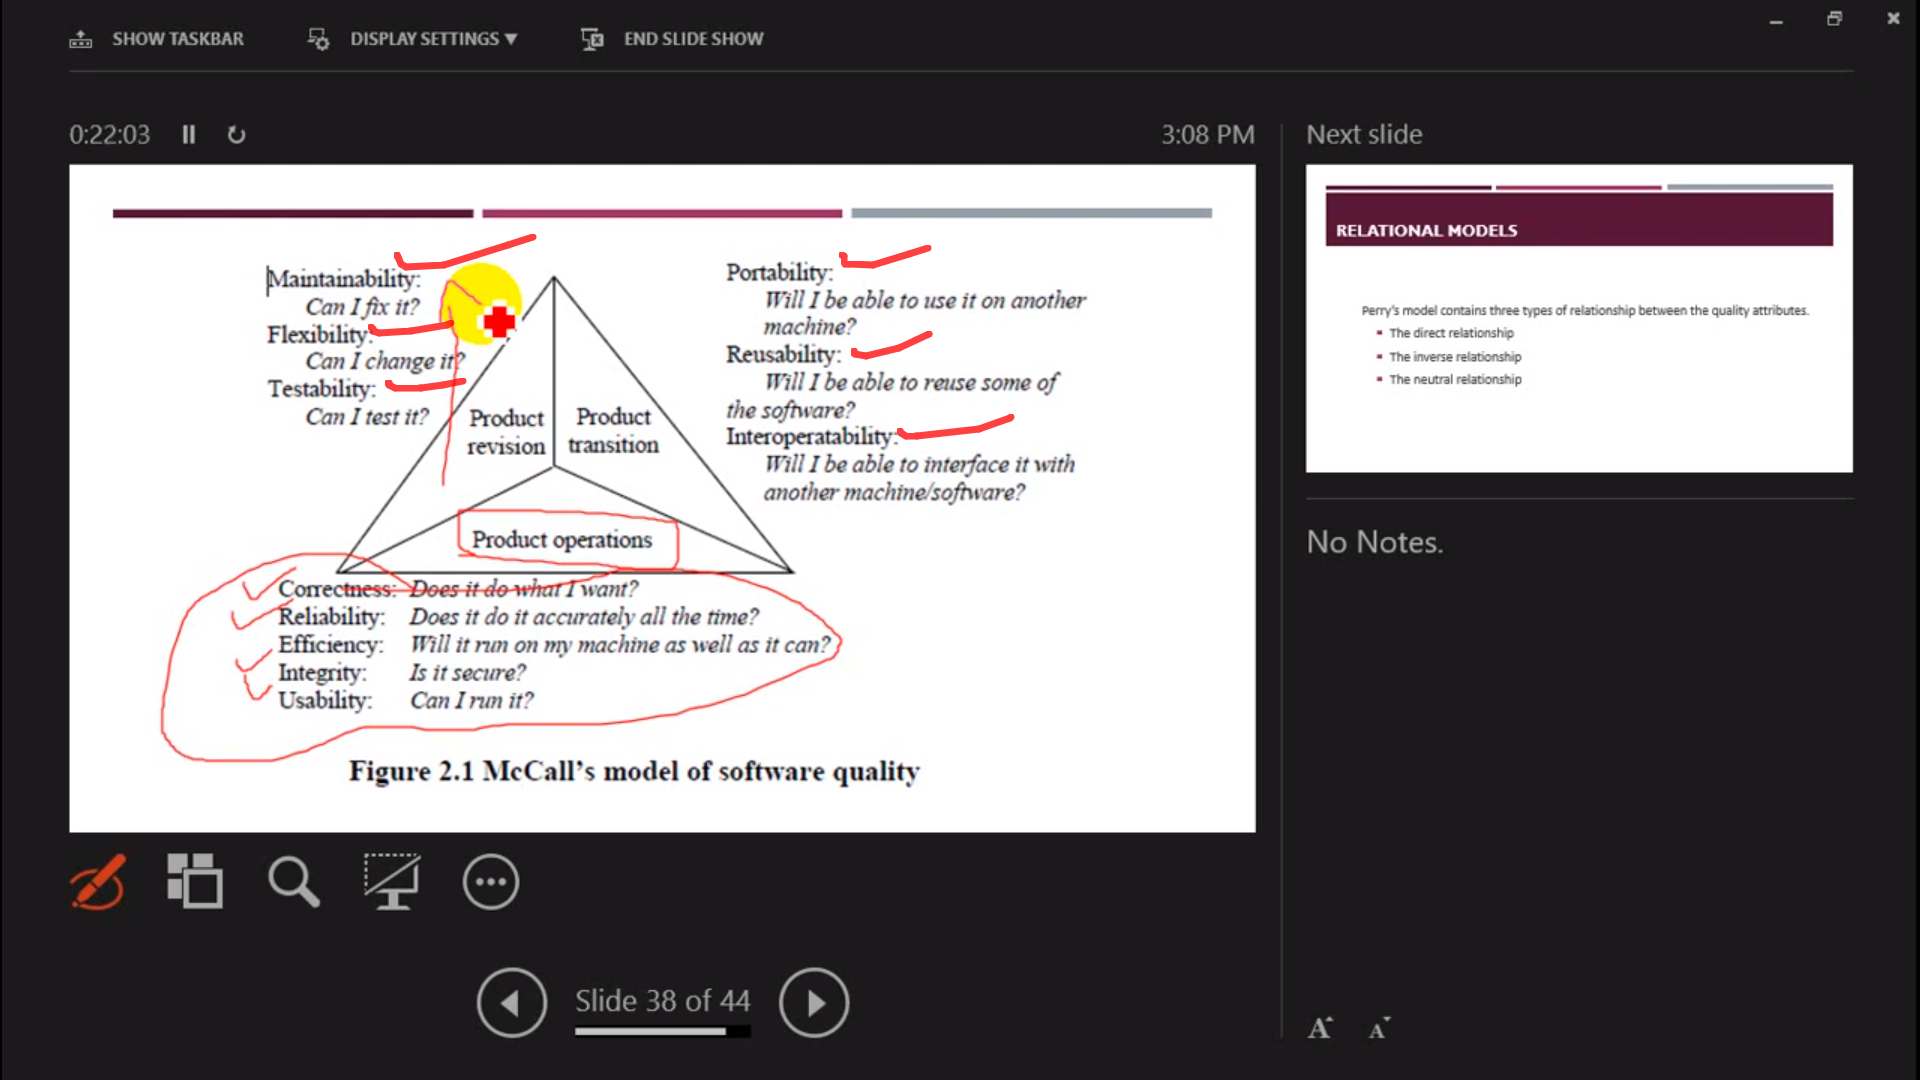 SHOW TASKBAR
DISPLAY SETTINGS ▼
END SLIDE SHOW
0:22:03
3:08 PM
Next slide
Maintainability:
Can I fix it?
Flexibility:
Can I change it?
Testability:
Can I test it?
Portability:
Will I be able to use it on another
machine?
Reusability:
Will I be able to reuse some of
the software?
Interoperatability:
Will I be able to interface it with
another machine/software?
Product
revision
Product
transition
Product operations
Correctness: Does it do what I want?
Reliability: Does it do it accurately all the time?
Efficiency: Will it run on my machine as well as it can?
Integrity: Is it secure?
Usability: Can I run it?
Figure 2.1 McCall's model of software quality
RELATIONAL MODELS
Perry's model contains three types of relationship between the quality attributes.
The direct relationship
The inverse relationship
The neutral relationship
No Notes.
Slide 38 of 44
A A